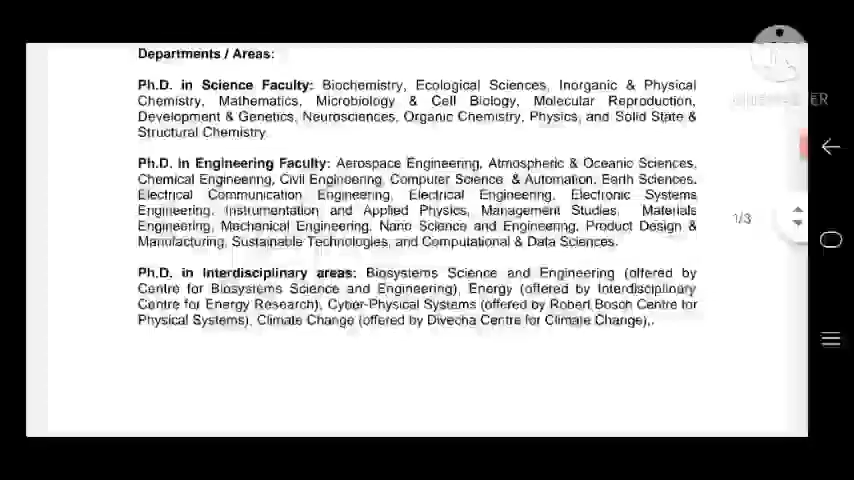 Departments / Areas:
Ph.D. in Science Faculty: Biochemistry, Ecological Sciences, Inorganic & Physical
Chemistry, Mathematics, Microbiology & Cell Biology, Molecular Reproduction,
Development & Genetics, Neurosciences, Organic Chemistry, Physics, and Solid State &
Structural Chemistry.
Ph.D. in Engineering Faculty: Aerospace Engineering, Atmospheric & Oceanic Sciences,
Chemical Engineering, Civil Engineering, Computer Science & Automation, Earth Sciences,
Electrical Communication Engineering, Electrical Engineering, Electronic Systems
Engineering, Instrumentation and Applied Physics, Management Studies, Materials
Engineering, Mechanical Engineering, Nano Science and Engineering, Product Design &
Manufacturing, Sustainable Technologies, and Computational & Data Sciences.
1/3
Ph.D. in Interdisciplinary areas: Biosystems Science and Engineering (offered by
Centre for Biosystems Science and Engineering), Energy (offered by Interdisciplinary
Centre for Energy Research), Cyber-Physical Systems (offered by Robert Bosch Centre for
Physical Systems), Climate Change (offered by Divecha Centre for Climate Change),.